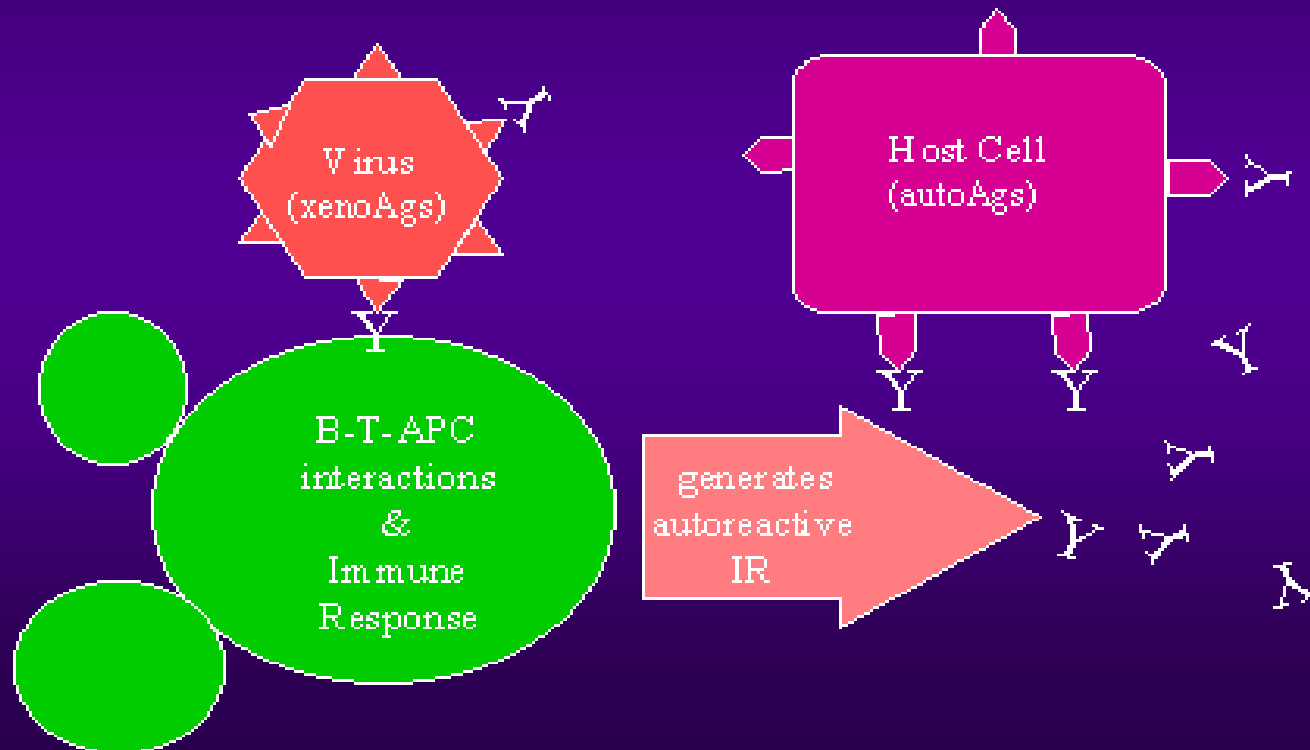 Virus
(xenoAgs)
Host Cell
(autoAgs)
B-T-APC
interactions
&
Immune
Response
generates
autoreactive
IR